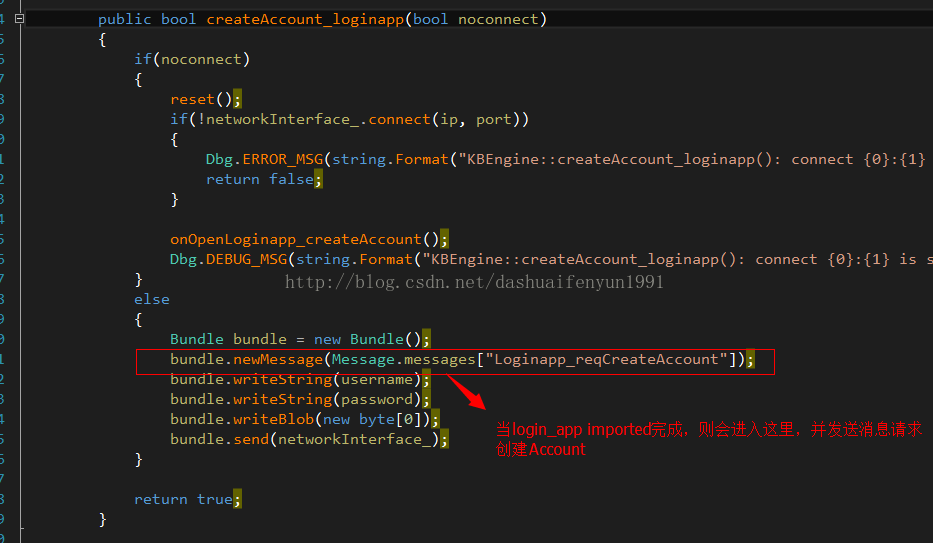 public bool createAccount_loginapp(bool noconnect)
{
if(noconnect)
{
reset();
if(!networkInterface_.connect(ip, port))
{
Dbg.ERROR_MSG(string.Format("KBEngine::createAccount_loginapp(): connect {0}:{1}
return false;
}
onOpenLoginapp_createAccount();
Dbg.DEBUG_MSG(string.Format("KBEngine::createAccount_loginapp(): connect {0}:{1} is s
}
http://blog.csdn.net/dashuaifenyun1991
else
{
Bundle bundle = new Bundle();
bundle.newMessage(Message.messages["Loginapp_reqCreateAccount"]);
bundle.writeString(username);
bundle.writeString(password);
bundle.writeBlob(new byte[0]);
bundle.send(networkInterface_);
当login_app Imported完成，则会进入这里，并发送消息请求
创建Account
}
return true;
}